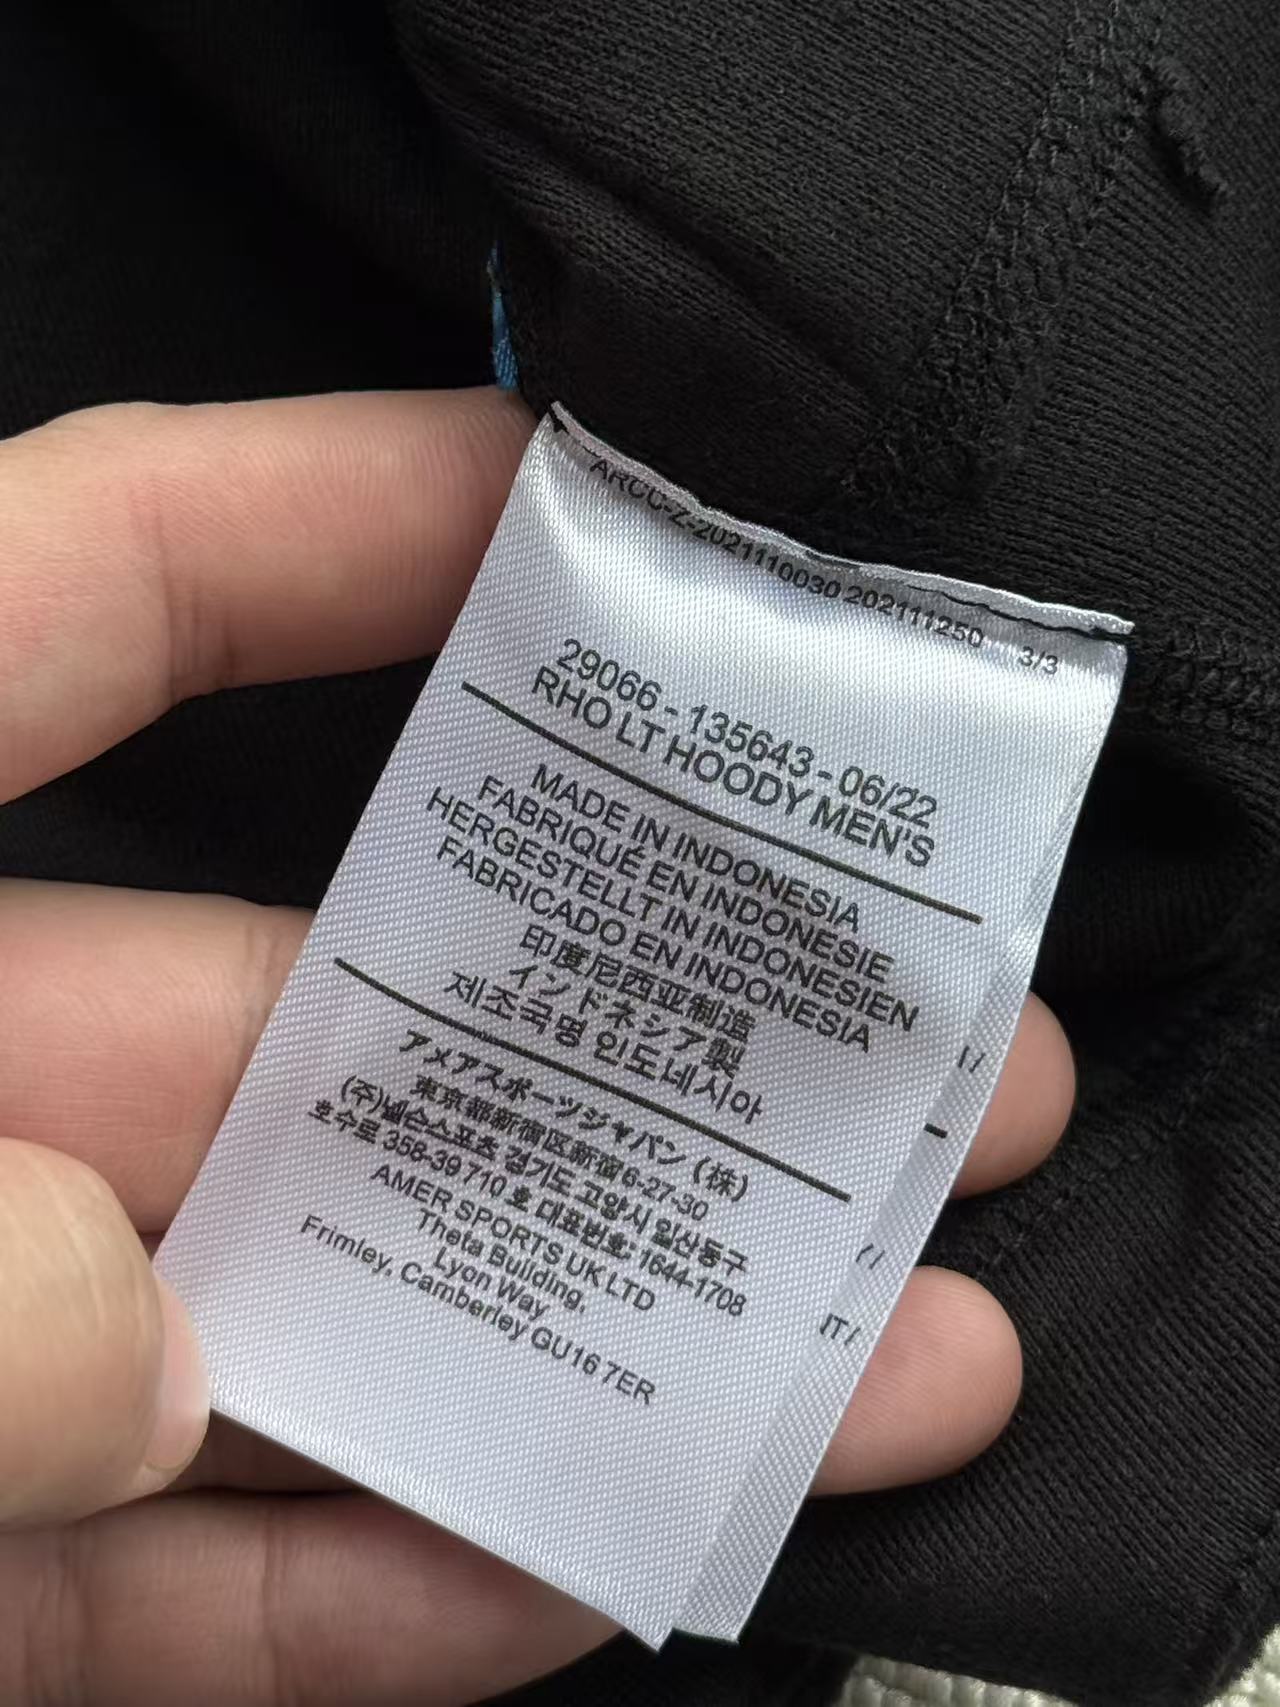 ARCC-Z-2021110030 202111250 3/3
29066 - 135643 - 06/22
RHO LT HOODY MEN'S
MADE IN INDONESIA
FABRIQUÉ EN INDONESIE
HERGESTELLT IN INDONESIEN
FABRICADO EN INDONESIA
印度尼西亚制造
インドネシア製
제조국명 인도네시아
アメアスポーツジャパン（株）
東京都新宿区新宿6-27-30
(주)넬슨스포츠 경기도 고양시 일산동구
호수로 358-39 710 호 대표번호: 1644-1708
AMER SPORTS UK LTD
Theta Building,
Lyon Way
Frimley, Camberley GU16 7ER
IT /